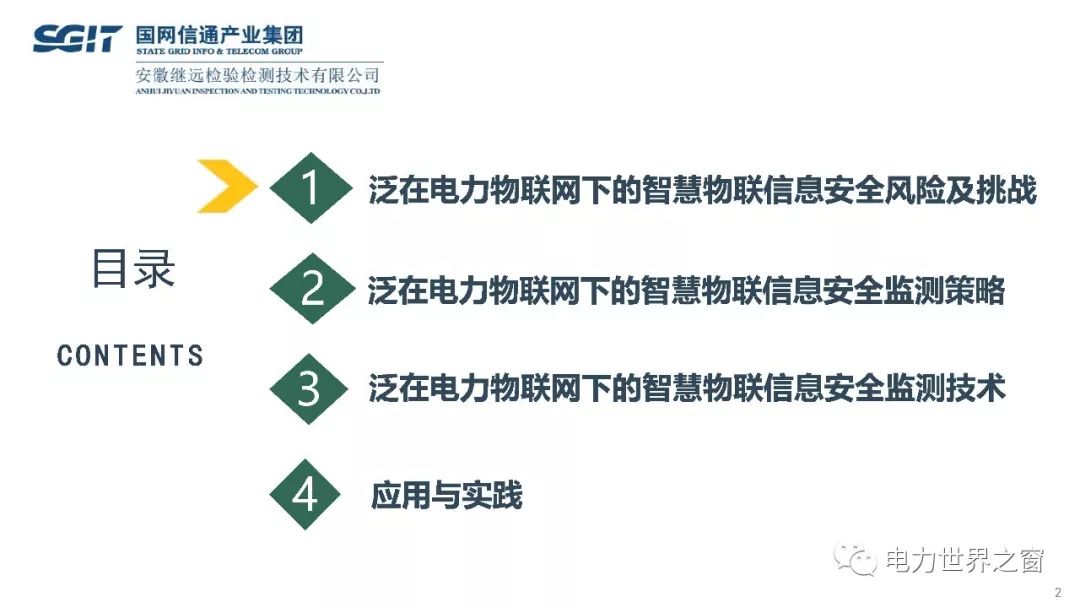 SGIT 国网信通产业集团
STATE GRID INFO & TELECOM GROUP
安徽继远检验检测技术有限公司
ANHUI JIYUAN INSPECTION AND TESTING TECHNOLOGY CO.,LTD
目录
CONTENTS
1 泛在电力物联网下的智慧物联信息安全风险及挑战
2 泛在电力物联网下的智慧物联信息安全监测策略
3 泛在电力物联网下的智慧物联信息安全监测技术
4 应用与实践
电力世界之窗
2